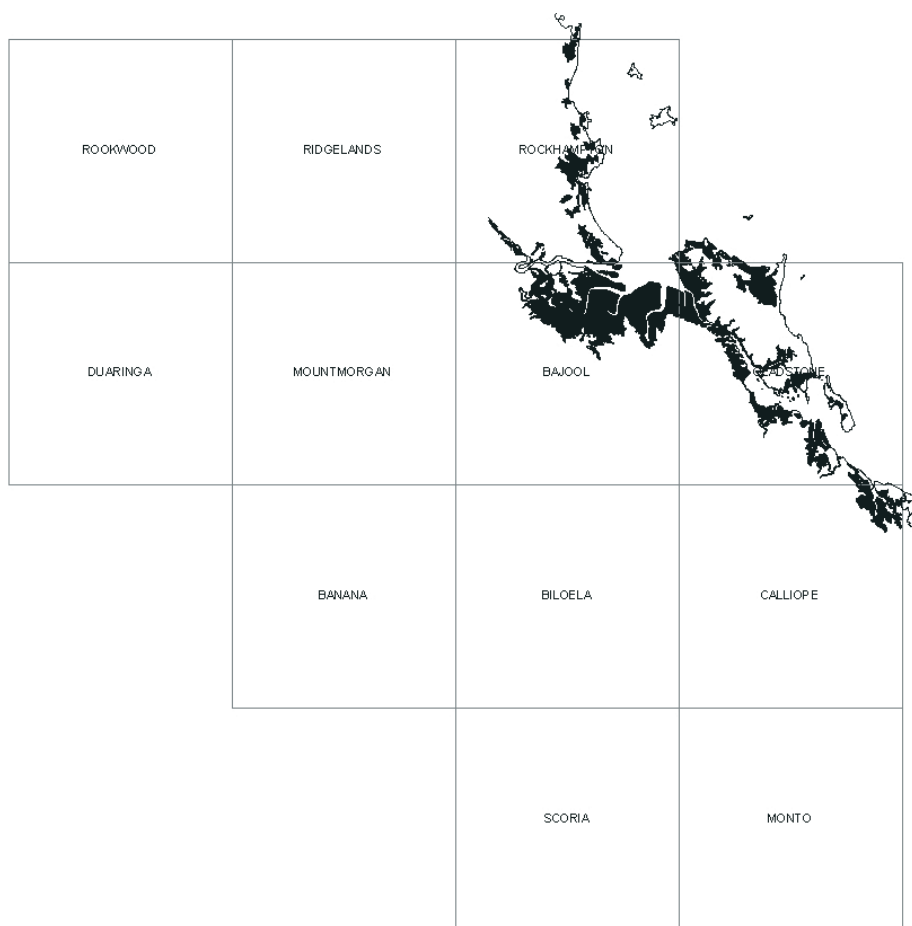 ROOKWOOD
RIDGELANDS
ROCKHAMPTON
DUARINGA
MOUNTMORGAN
BAJOOL
GLADSTONE
BANANA
BILOELA
CALLIOPE
SCORIA
MONTO